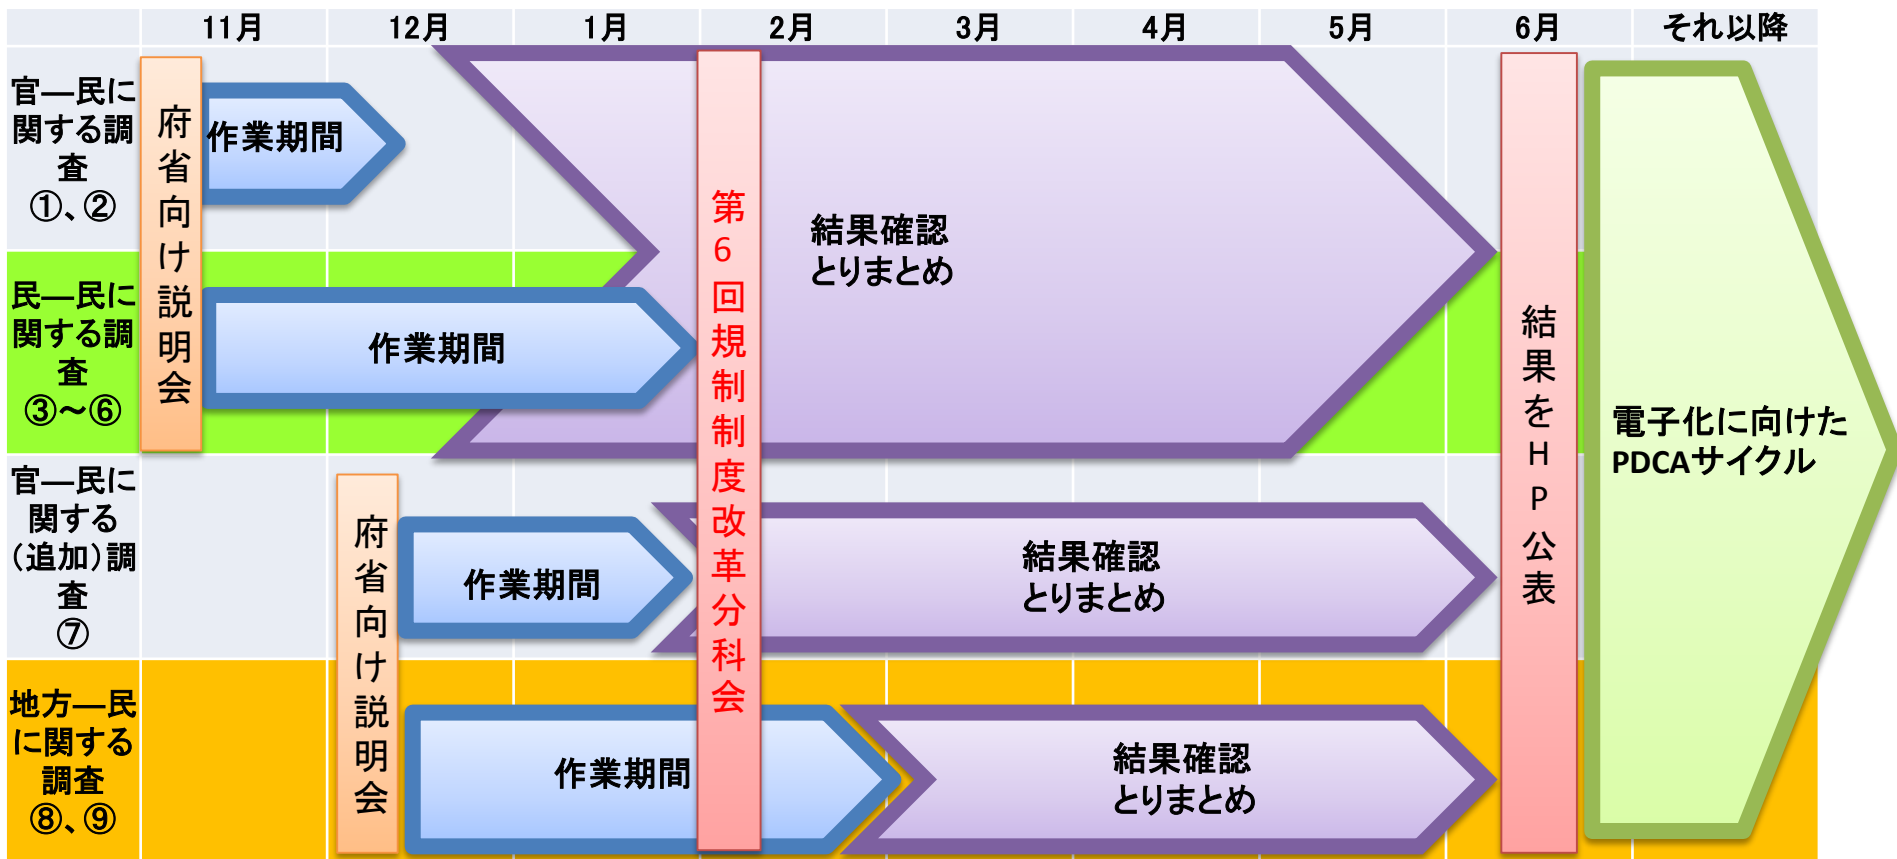 11月
12月
1月
2月
3月
4月
5月
6月
それ以降
官―民に
関する調
査
①、②
府省向け説明会
作業期間
結果確認
とりまとめ
第6回規制制度改革分科会
民―民に
関する調
査
③～⑥
作業期間
結果をHP公表
電子化に向けた
PDCAサイクル
官―民に
関する
（追加）調
査
⑦
府省向け説明会
作業期間
結果確認
とりまとめ
地方―民
に関する
調査
⑧、⑨
作業期間
結果確認
とりまとめ